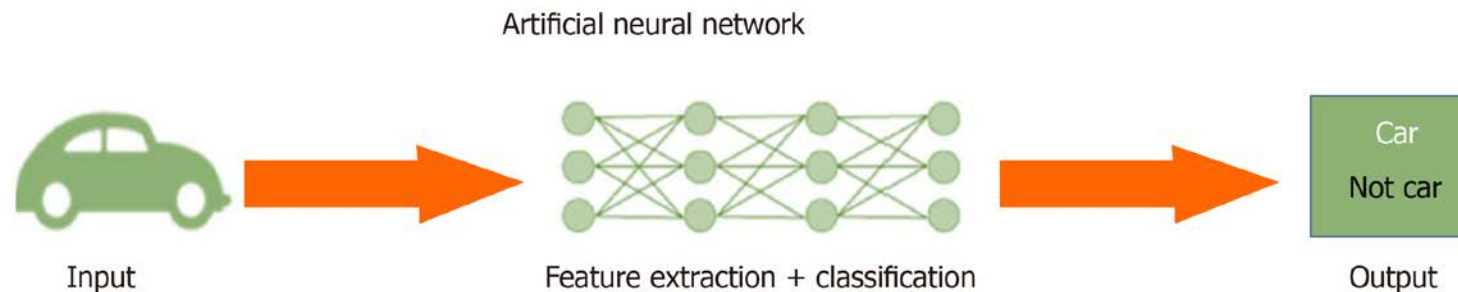 Artificial neural network
Car
Not car
Input
Feature extraction + classification
Output